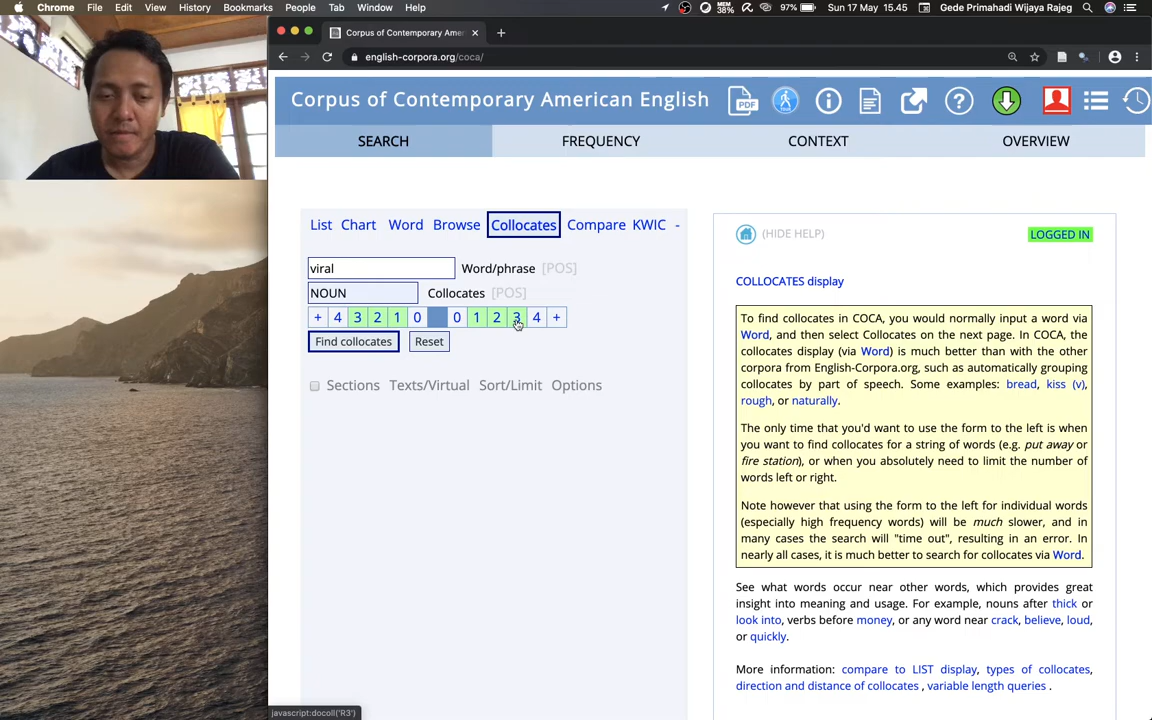 Chrome File Edit View History Bookmarks People Tab Window Help MEM 38% 97% Sun 17 May 15.45 Gede Primahadi Wijaya Rajeg
Corpus of Contemporary Amer
english-corpora.org/coca/
Corpus of Contemporary American English PDF
SEARCH FREQUENCY CONTEXT OVERVIEW
List Chart Word Browse Collocates Compare KWIC -
viral Word/phrase [POS]
NOUN Collocates [POS]
+ 4 3 2 1 0 0 1 2 3 4 +
Find collocates Reset
Sections Texts/Virtual Sort/Limit Options
(HIDE HELP) LOGGED IN
COLLOCATES display
To find collocates in COCA, you would normally input a word via
Word, and then select Collocates on the next page. In COCA, the
collocates display (via Word) is much better than with the other
corpora from English-Corpora.org, such as automatically grouping
collocates by part of speech. Some examples: bread, kiss (v),
rough, or naturally.
The only time that you'd want to use the form to the left is when
you want to find collocates for a string of words (e.g. put away or
fire station), or when you absolutely need to limit the number of
words left or right.
Note however that using the form to the left for individual words
(especially high frequency words) will be much slower, and in
many cases the search will "time out", resulting in an error. In
nearly all cases, it is much better to search for collocates via Word.
See what words occur near other words, which provides great
insight into meaning and usage. For example, nouns after thick or
look into, verbs before money, or any word near crack, believe, loud,
or quickly.
More information: compare to LIST display, types of collocates,
direction and distance of collocates , variable length queries .
javascript:docoll('R3')